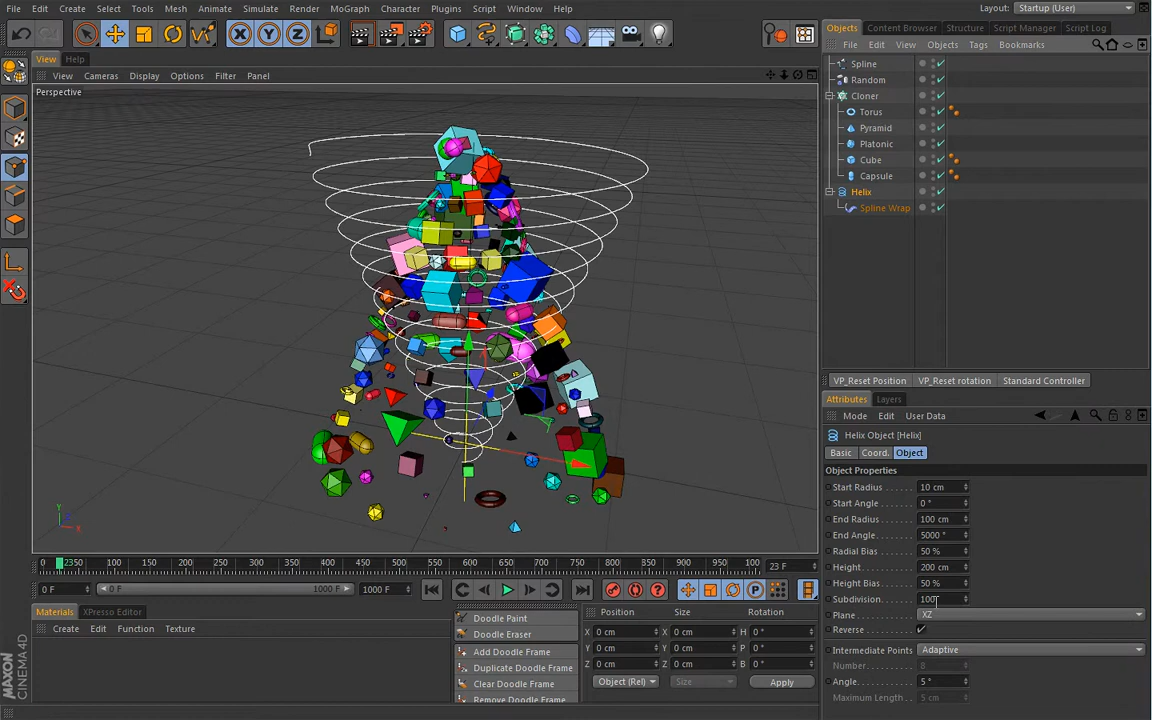 File Edit Create Select Tools Mesh Animate Simulate Render MoGraph Character Plugins Script Window Help Layout: Startup (User)
X Y Z
Objects Content Browser Structure Script Manager Script Log
View Help
File Edit View Objects Tags Bookmarks
View Cameras Display Options Filter Panel
Perspective
Spline
Random
Cloner
Torus
Pyramid
Platonic
Cube
Capsule
Helix
Spline Wrap
VP_Reset Position VP_Reset rotation Standard Controller
Attributes Layers
Mode Edit User Data
Helix Object [Helix]
Basic Coord. Object
Object Properties
Start Radius 10 cm
Start Angle 0 °
End Radius 100 cm
End Angle 5000 °
Radial Bias 50 %
Height 200 cm
Height Bias 50 %
Subdivision 100
Plane XZ
Reverse
Intermediate Points Adaptive
Number 8
Angle 5 °
Maximum Length 5 cm
Y
X
0 2350 100 150 200 250 300 350 400 450 500 550 600 650 700 750 800 850 900 950 100 23 F
0 F 0 F 1000 F 1000 F
Materials XPresso Editor
Create Edit Function Texture
Doodle Paint
Doodle Eraser
Add Doodle Frame
Duplicate Doodle Frame
Clear Doodle Frame
Remove Doodle Frame
Position Size Rotation
X 0 cm X 0 cm H 0 °
Y 0 cm Y 0 cm P 0 °
Z 0 cm Z 0 cm B 0 °
Object (Rel) Size Apply
MAXON
CINEMA 4D